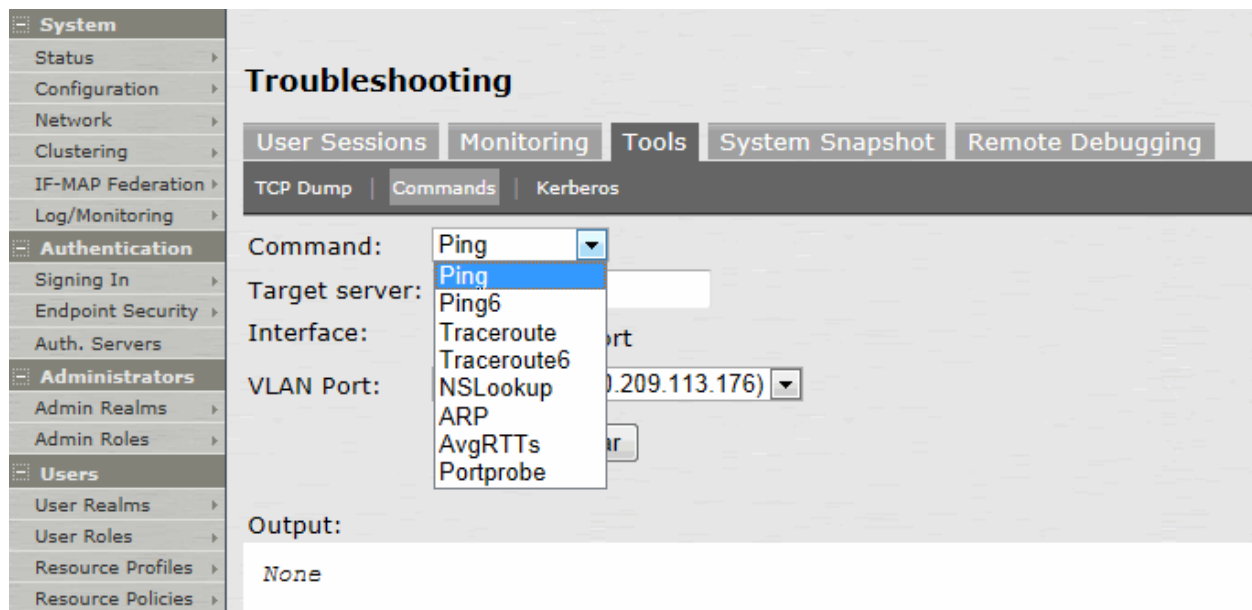 System
Status
Configuration
Network
Clustering
IF-MAP Federation
Log/Monitoring
Authentication
Signing In
Endpoint Security
Auth. Servers
Administrators
Admin Realms
Admin Roles
Users
User Realms
User Roles
Resource Profiles
Resource Policies
Troubleshooting
User Sessions Monitoring Tools System Snapshot Remote Debugging
TCP Dump | Commands | Kerberos
Command: Ping
Ping
Ping6
Traceroute
Traceroute6
NSLookup
ARP
AvgRTTs
Portprobe
Target server:
Interface:
VLAN Port: .209.113.176)
Output:
None